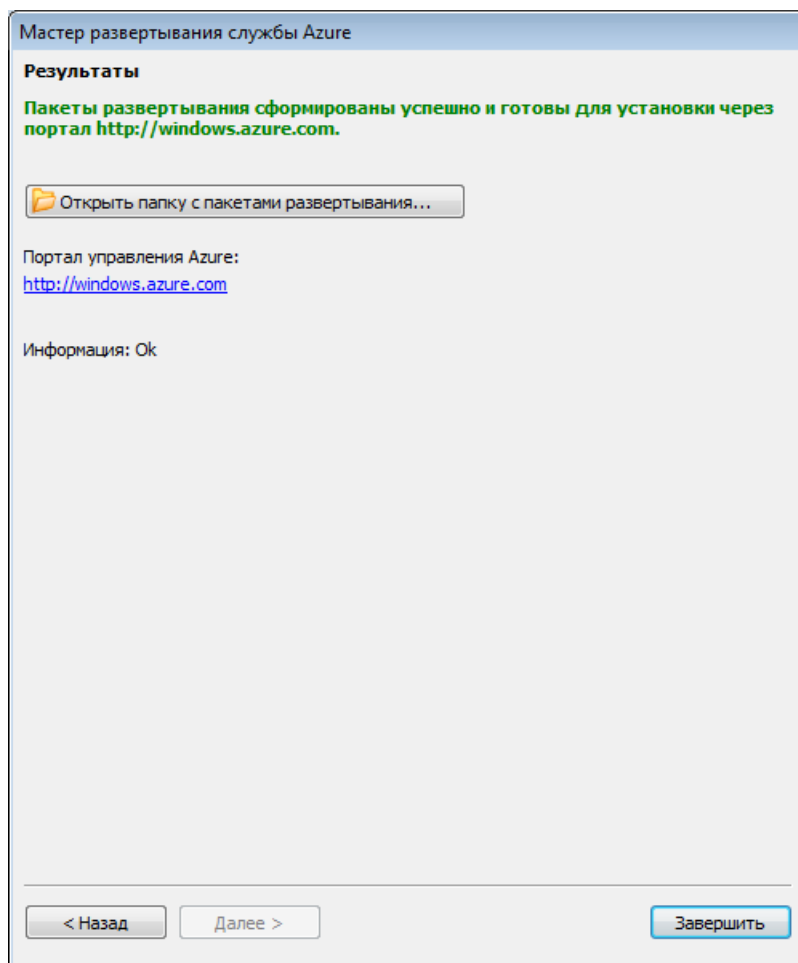 Мастер развертывания службы Azure
Результаты
Пакеты развертывания сформированы успешно и готовы для установки через
портал http://windows.azure.com.
Открыть папку с пакетами развертывания...
Портал управления Azure:
http://windows.azure.com
Информация: Ok
< Назад
Далее >
Завершить